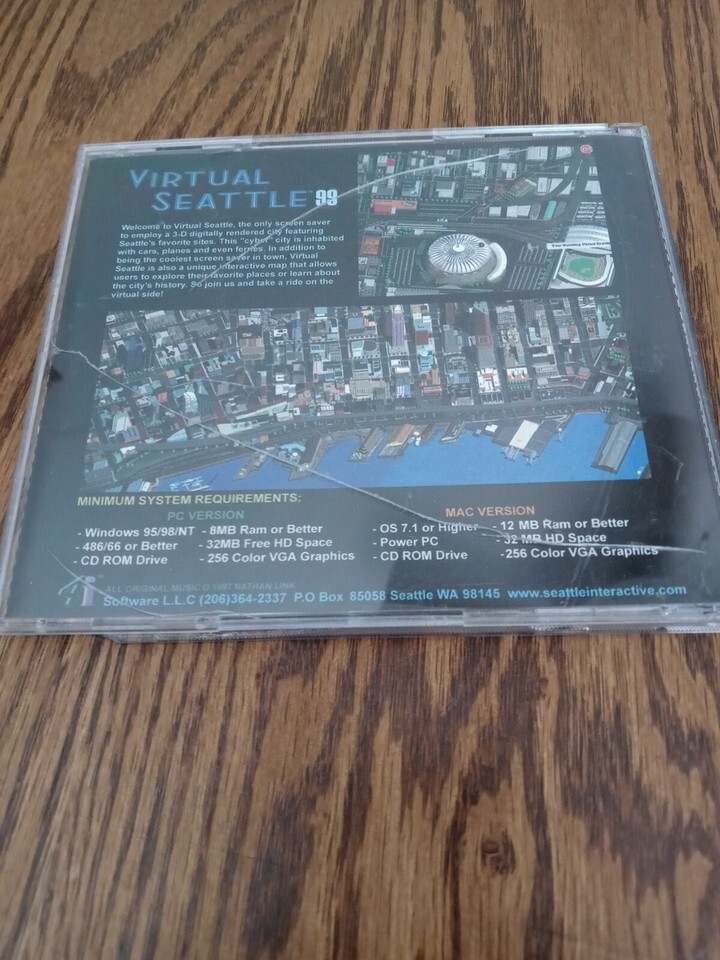 VIRTUAL
SEATTLE '99
Welcome to Virtual Seattle, the only screen saver
to employ a 3-D digitally rendered city featuring
Seattle's favorite sites. This "cyber" city is inhabited
with cars, planes and even ferries. In addition to
being the coolest screen saver in town, Virtual
Seattle is also a unique interactive map that allows
users to explore their favorite places or learn about
the city's history. So join us and take a ride on the
virtual side!
MINIMUM SYSTEM REQUIREMENTS:
PC VERSION
- Windows 95/98/NT - 8MB Ram or Better
- 486/66 or Better - 32MB Free HD Space
- CD ROM Drive - 256 Color VGA Graphics
MAC VERSION
- OS 7.1 or Higher - 12 MB Ram or Better
- Power PC - 32 MB HD Space
- CD ROM Drive - 256 Color VGA Graphics
ALL ORIGINAL MUSIC © 1997 NATHAN LINK
Software L.L.C (206)364-2337 P.O Box 85058 Seattle WA 98145 www.seattleinteractive.com